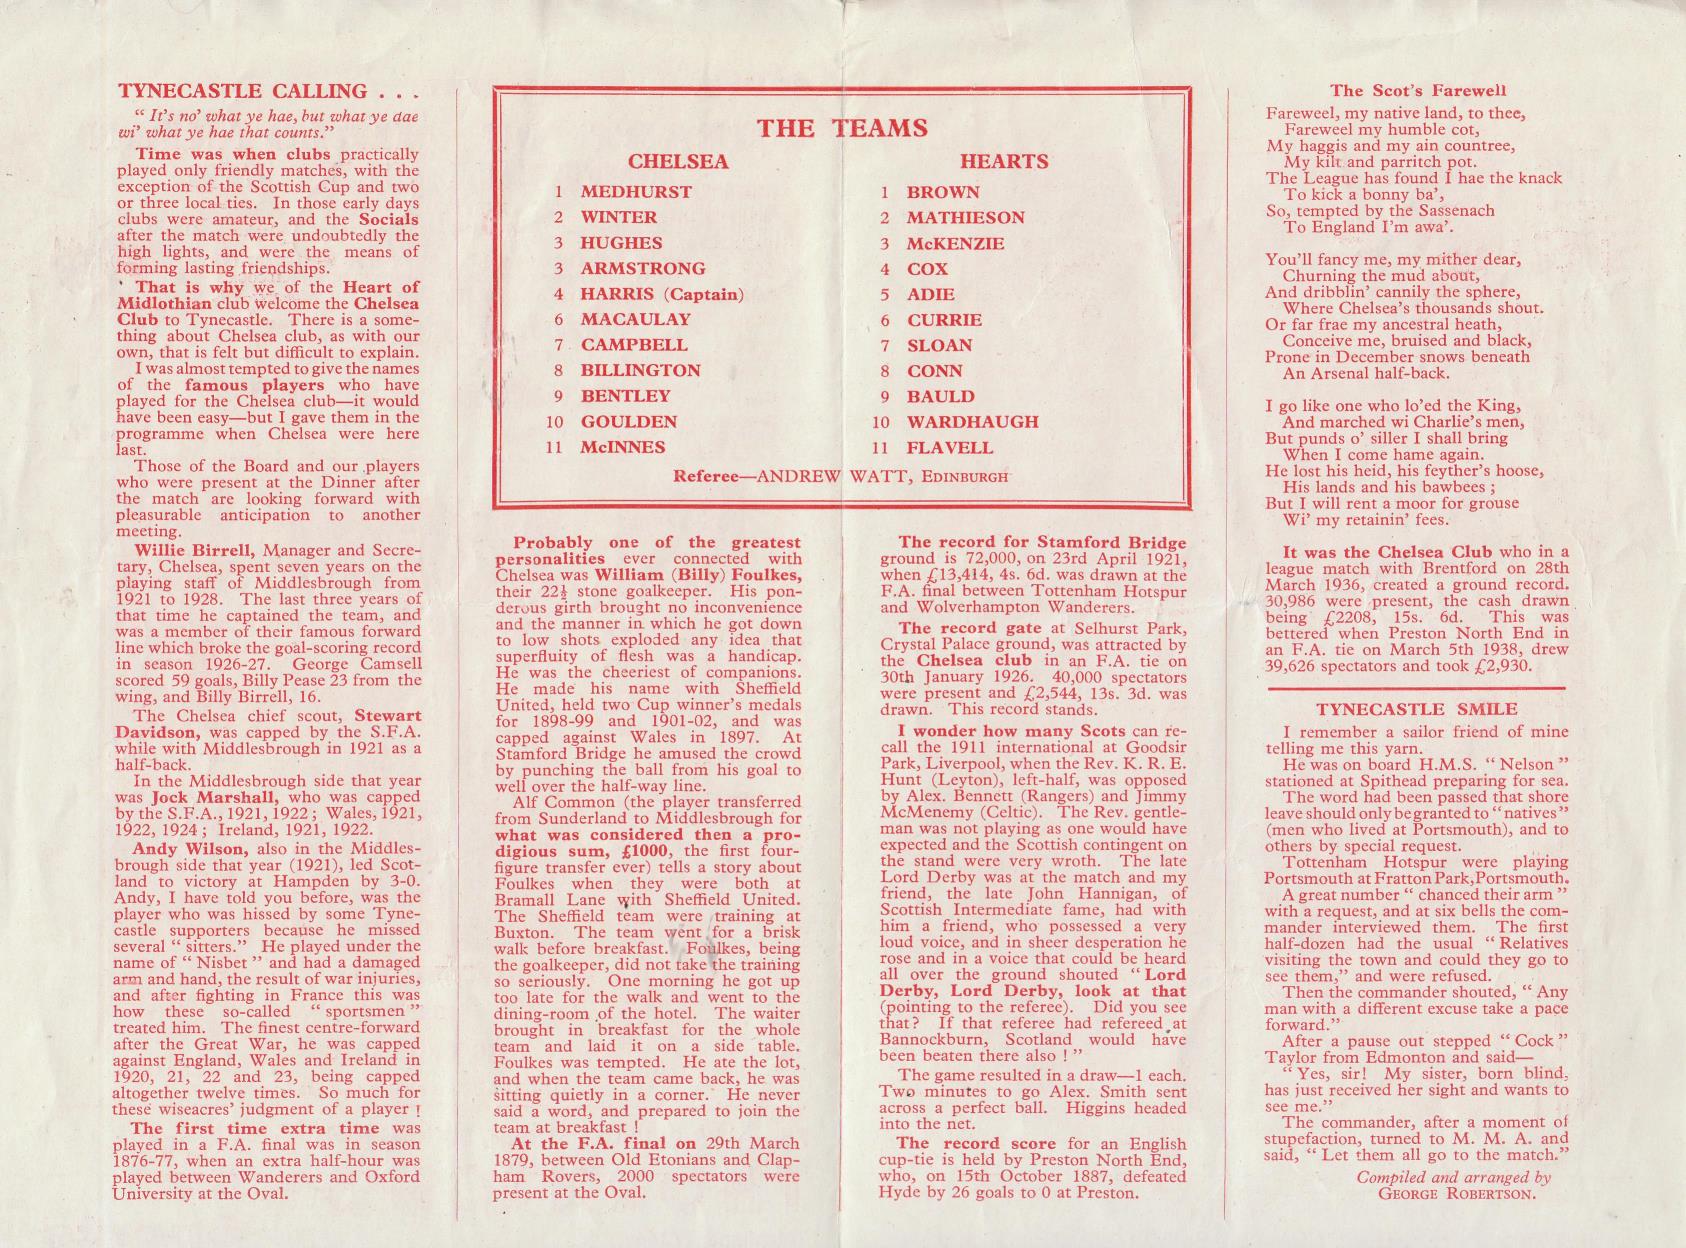 TYNECASTLE CALLING . . .
“ It's no' what ye hae, but what ye dae
wi' what ye hae that counts.”
Time was when clubs practically
played only friendly matches, with the
exception of the Scottish Cup and two
or three local ties. In those early days
clubs were amateur, and the Socials
after the match were undoubtedly the
high lights, and were the means of
forming lasting friendships.
That is why we of the Heart of
Midlothian club welcome the Chelsea
Club to Tynecastle. There is a some-
thing about Chelsea club, as with our
own, that is felt but difficult to explain.
I was almost tempted to give the names
of the famous players who have
played for the Chelsea club—it would
have been easy—but I gave them in the
programme when Chelsea were here
last.
Those of the Board and our players
who were present at the Dinner after
the match are looking forward with
pleasurable anticipation to another
meeting.
Willie Birrell, Manager and Secre-
tary, Chelsea, spent seven years on the
playing staff of Middlesbrough from
1921 to 1928. The last three years of
that time he captained the team, and
was a member of their famous forward
line which broke the goal-scoring record
in season 1926-27. George Camsell
scored 59 goals, Billy Pease 23 from the
wing, and Billy Birrell, 16.
The Chelsea chief scout, Stewart
Davidson, was capped by the S.F.A.
while with Middlesbrough in 1921 as a
half-back.
In the Middlesbrough side that year
was Jock Marshall, who was capped
by the S.F.A., 1921, 1922 ; Wales, 1921,
1922, 1924 ; Ireland, 1921, 1922.
Andy Wilson, also in the Middles-
brough side that year (1921), led Scot-
land to victory at Hampden by 3-0.
Andy, I have told you before, was the
player who was hissed by some Tyne-
castle supporters because he missed
several “ sitters.” He played under the
name of “ Nisbet ” and had a damaged
arm and hand, the result of war injuries,
and after fighting in France this was
how these so-called “ sportsmen ”
treated him. The finest centre-forward
after the Great War, he was capped
against England, Wales and Ireland in
1920, 21, 22 and 23, being capped
altogether twelve times. So much for
these wiseacres' judgment of a player !
The first time extra time was
played in a F.A. final was in season
1876-77, when an extra half-hour was
played between Wanderers and Oxford
University at the Oval.
THE TEAMS
CHELSEA
1 MEDHURST
2 WINTER
3 HUGHES
3 ARMSTRONG
4 HARRIS (Captain)
6 MACAULAY
7 CAMPBELL
8 BILLINGTON
9 BENTLEY
10 GOULDEN
11 McINNES
HEARTS
1 BROWN
2 MATHIESON
3 McKENZIE
4 COX
5 ADIE
6 CURRIE
7 SLOAN
8 CONN
9 BAULD
10 WARDHAUGH
11 FLAVELL
Referee—ANDREW WATT, EDINBURGH
Probably one of the greatest
personalities ever connected with
Chelsea was William (Billy) Foulkes,
their 22½ stone goalkeeper. His pon-
derous girth brought no inconvenience
and the manner in which he got down
to low shots exploded any idea that
superfluity of flesh was a handicap.
He was the cheeriest of companions.
He made his name with Sheffield
United, held two Cup winner's medals
for 1898-99 and 1901-02, and was
capped against Wales in 1897. At
Stamford Bridge he amused the crowd
by punching the ball from his goal to
well over the half-way line.
Alf Common (the player transferred
from Sunderland to Middlesbrough for
what was considered then a pro-
digious sum, £1000, the first four-
figure transfer ever) tells a story about
Foulkes when they were both at
Bramall Lane with Sheffield United.
The Sheffield team were training at
Buxton. The team went for a brisk
walk before breakfast. Foulkes, being
the goalkeeper, did not take the training
so seriously. One morning he got up
too late for the walk and went to the
dining-room of the hotel. The waiter
brought in breakfast for the whole
team and laid it on a side table.
Foulkes was tempted. He ate the lot,
and when the team came back, he was
sitting quietly in a corner. He never
said a word, and prepared to join the
team at breakfast !
At the F.A. final on 29th March
1879, between Old Etonians and Clap-
ham Rovers, 2000 spectators were
present at the Oval.
The record for Stamford Bridge
ground is 72,000, on 23rd April 1921,
when £13,414, 4s. 6d. was drawn at the
F.A. final between Tottenham Hotspur
and Wolverhampton Wanderers.
The record gate at Selhurst Park,
Crystal Palace ground, was attracted by
the Chelsea club in an F.A. tie on
30th January 1926. 40,000 spectators
were present and £2,544, 13s. 3d. was
drawn. This record stands.
I wonder how many Scots can re-
call the 1911 international at Goodsir
Park, Liverpool, when the Rev. K. R. E.
Hunt (Leyton), left-half, was opposed
by Alex. Bennett (Rangers) and Jimmy
McMenemy (Celtic). The Rev. gentle-
man was not playing as one would have
expected and the Scottish contingent on
the stand were very wroth. The late
Lord Derby was at the match and my
friend, the late John Hannigan, of
Scottish Intermediate fame, had with
him a friend, who possessed a very
loud voice, and in sheer desperation he
rose and in a voice that could be heard
all over the ground shouted “ Lord
Derby, Lord Derby, look at that
(pointing to the referee). Did you see
that ? If that referee had refereed at
Bannockburn, Scotland would have
been beaten there also ! ”
The game resulted in a draw—1 each.
Two minutes to go Alex. Smith sent
across a perfect ball. Higgins headed
into the net.
The record score for an English
cup-tie is held by Preston North End,
who, on 15th October 1887, defeated
Hyde by 26 goals to 0 at Preston.
The Scot's Farewell
Fareweel, my native land, to thee,
Fareweel my humble cot,
My haggis and my ain countree,
My kilt and parritch pot.
The League has found I hae the knack
To kick a bonny ba',
So, tempted by the Sassenach
To England I'm awa'.
You'll fancy me, my mither dear,
Churning the mud about,
And dribblin' cannily the sphere,
Where Chelsea's thousands shout.
Or far frae my ancestral heath,
Conceive me, bruised and black,
Prone in December snows beneath
An Arsenal half-back.
I go like one who lo'ed the King,
And marched wi Charlie's men,
But punds o' siller I shall bring
When I come hame again.
He lost his heid, his feyther's hoose,
His lands and his bawbees ;
But I will rent a moor for grouse
Wi' my retainin' fees.
It was the Chelsea Club who in a
league match with Brentford on 28th
March 1936, created a ground record.
30,986 were present, the cash drawn
being £2208, 15s. 6d. This was
bettered when Preston North End in
an F.A. tie on March 5th 1938, drew
39,626 spectators and took £2,930.
TYNECASTLE SMILE
I remember a sailor friend of mine
telling me this yarn.
He was on board H.M.S. “ Nelson ”
stationed at Spithead preparing for sea.
The word had been passed that shore
leave should only be granted to “ natives ”
(men who lived at Portsmouth), and to
others by special request.
Tottenham Hotspur were playing
Portsmouth at Fratton Park, Portsmouth.
A great number “ chanced their arm ”
with a request, and at six bells the com-
mander interviewed them. The first
half-dozen had the usual “ Relatives
visiting the town and could they go to
see them,” and were refused.
Then the commander shouted, “ Any
man with a different excuse take a pace
forward.”
After a pause out stepped “ Cock ”
Taylor from Edmonton and said—
“ Yes, sir! My sister, born blind,
has just received her sight and wants to
see me.”
The commander, after a moment of
stupefaction, turned to M. M. A. and
said, “ Let them all go to the match.”
Compiled and arranged by
GEORGE ROBERTSON.